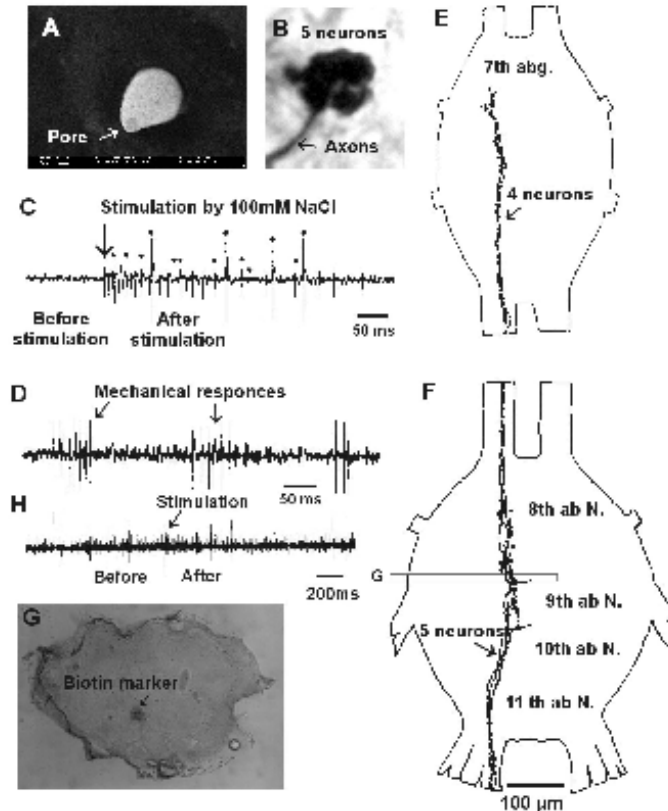 A
Pore
B
5 neurons
Axons
C
Stimulation by 100mM NaCl
Before
stimulation
After
stimulation
50 ms
D
Mechanical responces
50 ms
H
Stimulation
Before
After
200ms
G
Biotin marker
E
7th abg.
4 neurons
F
8th ab N.
G
9th ab N.
5 neurons
10th ab N.
11 th ab N.
100 µm